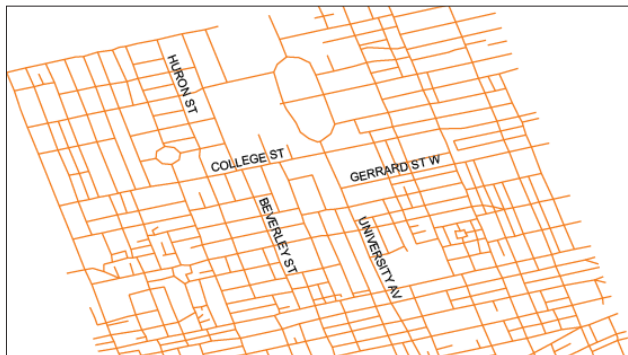 HURON ST
COLLEGE ST
GERRARD ST W
BEVERLEY ST
UNIVERSITY AV